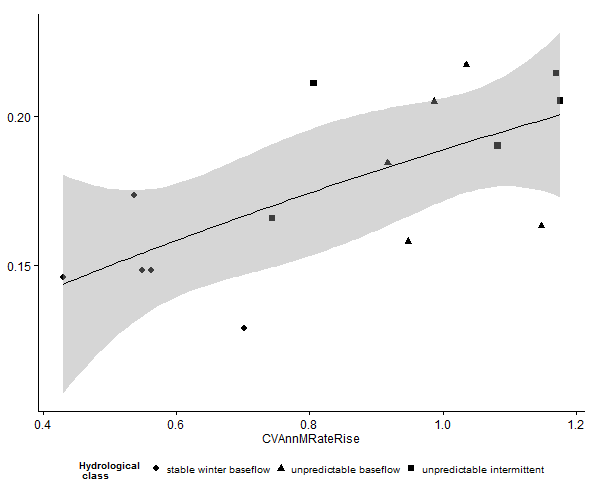 0.20
0.15
0.4 0.6 0.8 1.0 1.2
CVAnnMRateRise
Hydrological
class
stable winter baseflow unpredictable baseflow unpredictable intermittent